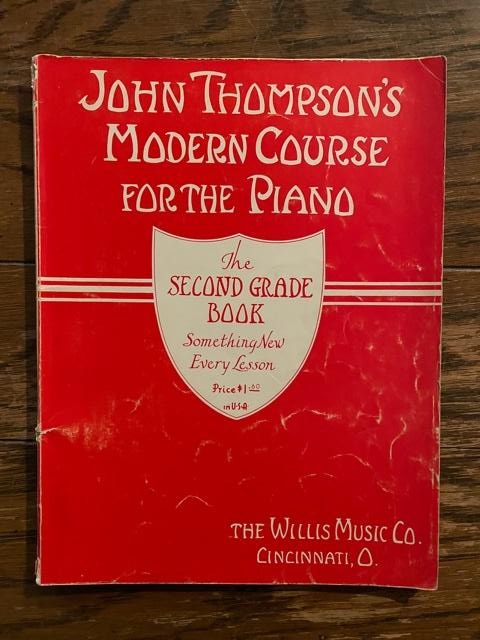 JOHN THOMPSON'S
MODERN COURSE
FOR THE PIANO
The
SECOND GRADE
BOOK
Something New
Every Lesson
Price $1.60
in U.S.A.
THE WILLIS MUSIC CO.
CINCINNATI, O.